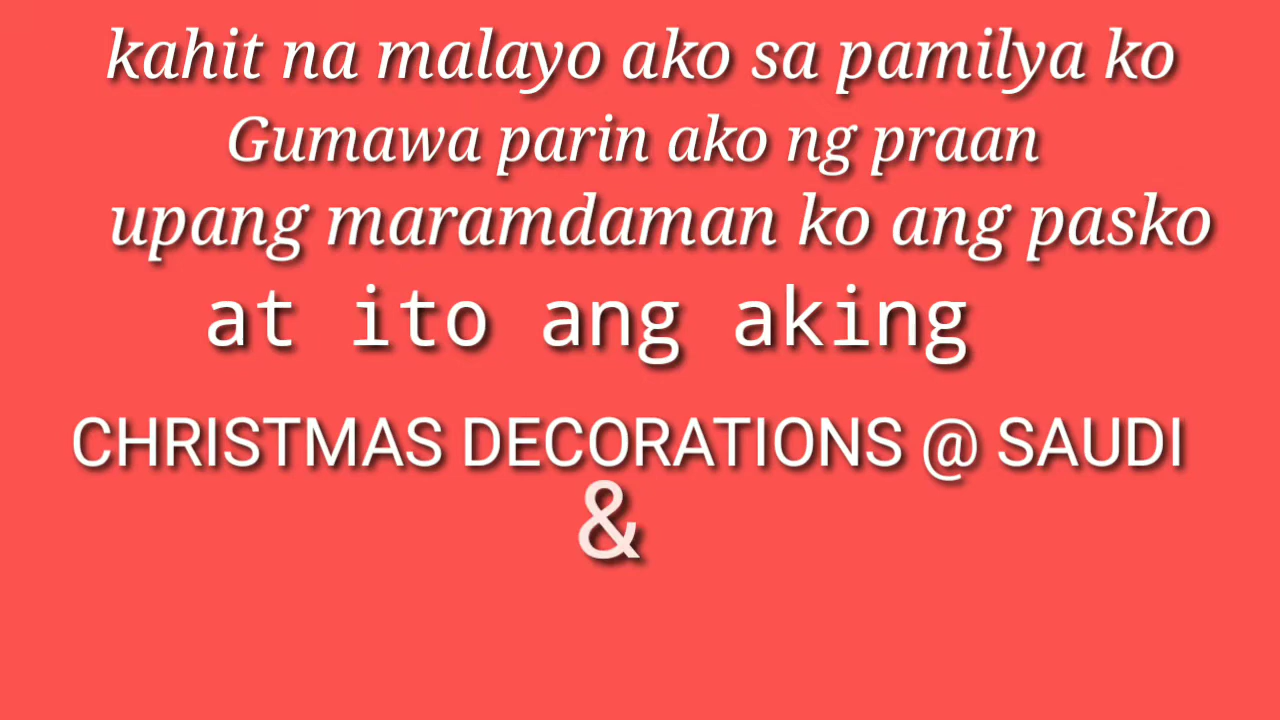 kahit na malayo ako sa pamilya ko
Gumawa parin ako ng praan
upang maramdaman ko ang pasko
at ito ang aking
CHRISTMAS DECORATIONS @ SAUDI
&